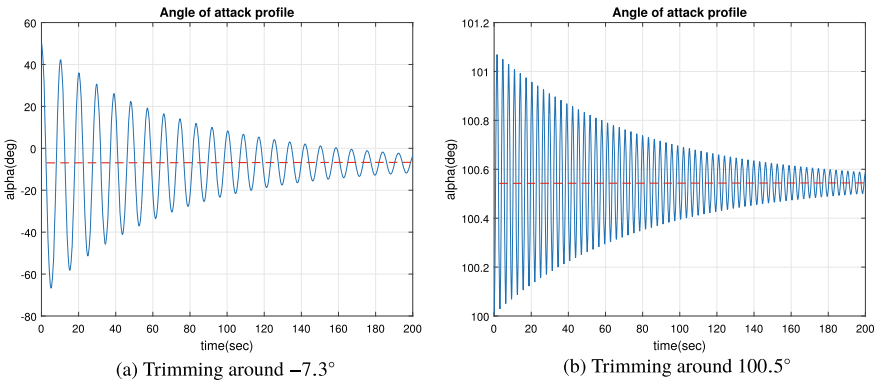 Angle of attack profile
60
40
20
0
-20
-40
-60
-80
alpha(deg)
0 20 40 60 80 100 120 140 160 180 200
time(sec)
(a) Trimming around −7.3°
Angle of attack profile
101.2
101
100.8
100.6
100.4
100.2
100
alpha(deg)
0 20 40 60 80 100 120 140 160 180 200
time(sec)
(b) Trimming around 100.5°